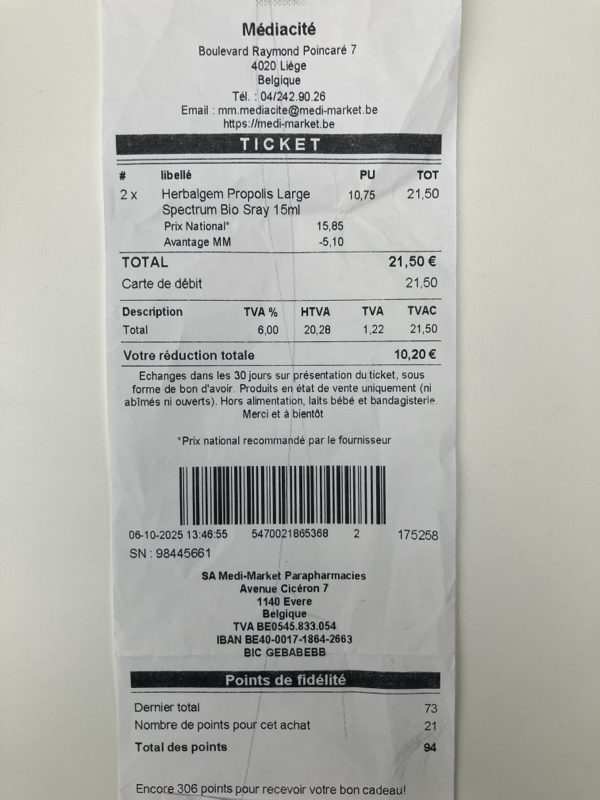 Médiacité
Boulevard Raymond Poincaré 7
4020 Liège
Belgique
Tél. : 04/242.90.26
Email : mm.mediacite@medi-market.be
https://medi-market.be
TICKET
# libellé PU TOT
2 x Herbalgem Propolis Large 10,75 21,50
Spectrum Bio Sray 15ml
Prix National* 15,85
Avantage MM -5,10
TOTAL 21,50 €
Carte de débit 21,50
Description TVA % HTVA TVA TVAC
Total 6,00 20,28 1,22 21,50
Votre réduction totale 10,20 €
Echanges dans les 30 jours sur présentation du ticket, sous
forme de bon d'avoir. Produits en état de vente uniquement (ni
abîmés ni ouverts). Hors alimentation, laits bébé et bandagisterie.
Merci et à bientôt
*Prix national recommandé par le fournisseur
06-10-2025 13:46:55 5470021865368 2 175258
SN : 98445661
SA Medi-Market Parapharmacies
Avenue Cicéron 7
1140 Evere
Belgique
TVA BE0545.833.054
IBAN BE40-0017-1864-2663
BIC GEBABEBB
Points de fidélité
Dernier total 73
Nombre de points pour cet achat 21
Total des points 94
Encore 306 points pour recevoir votre bon cadeau!